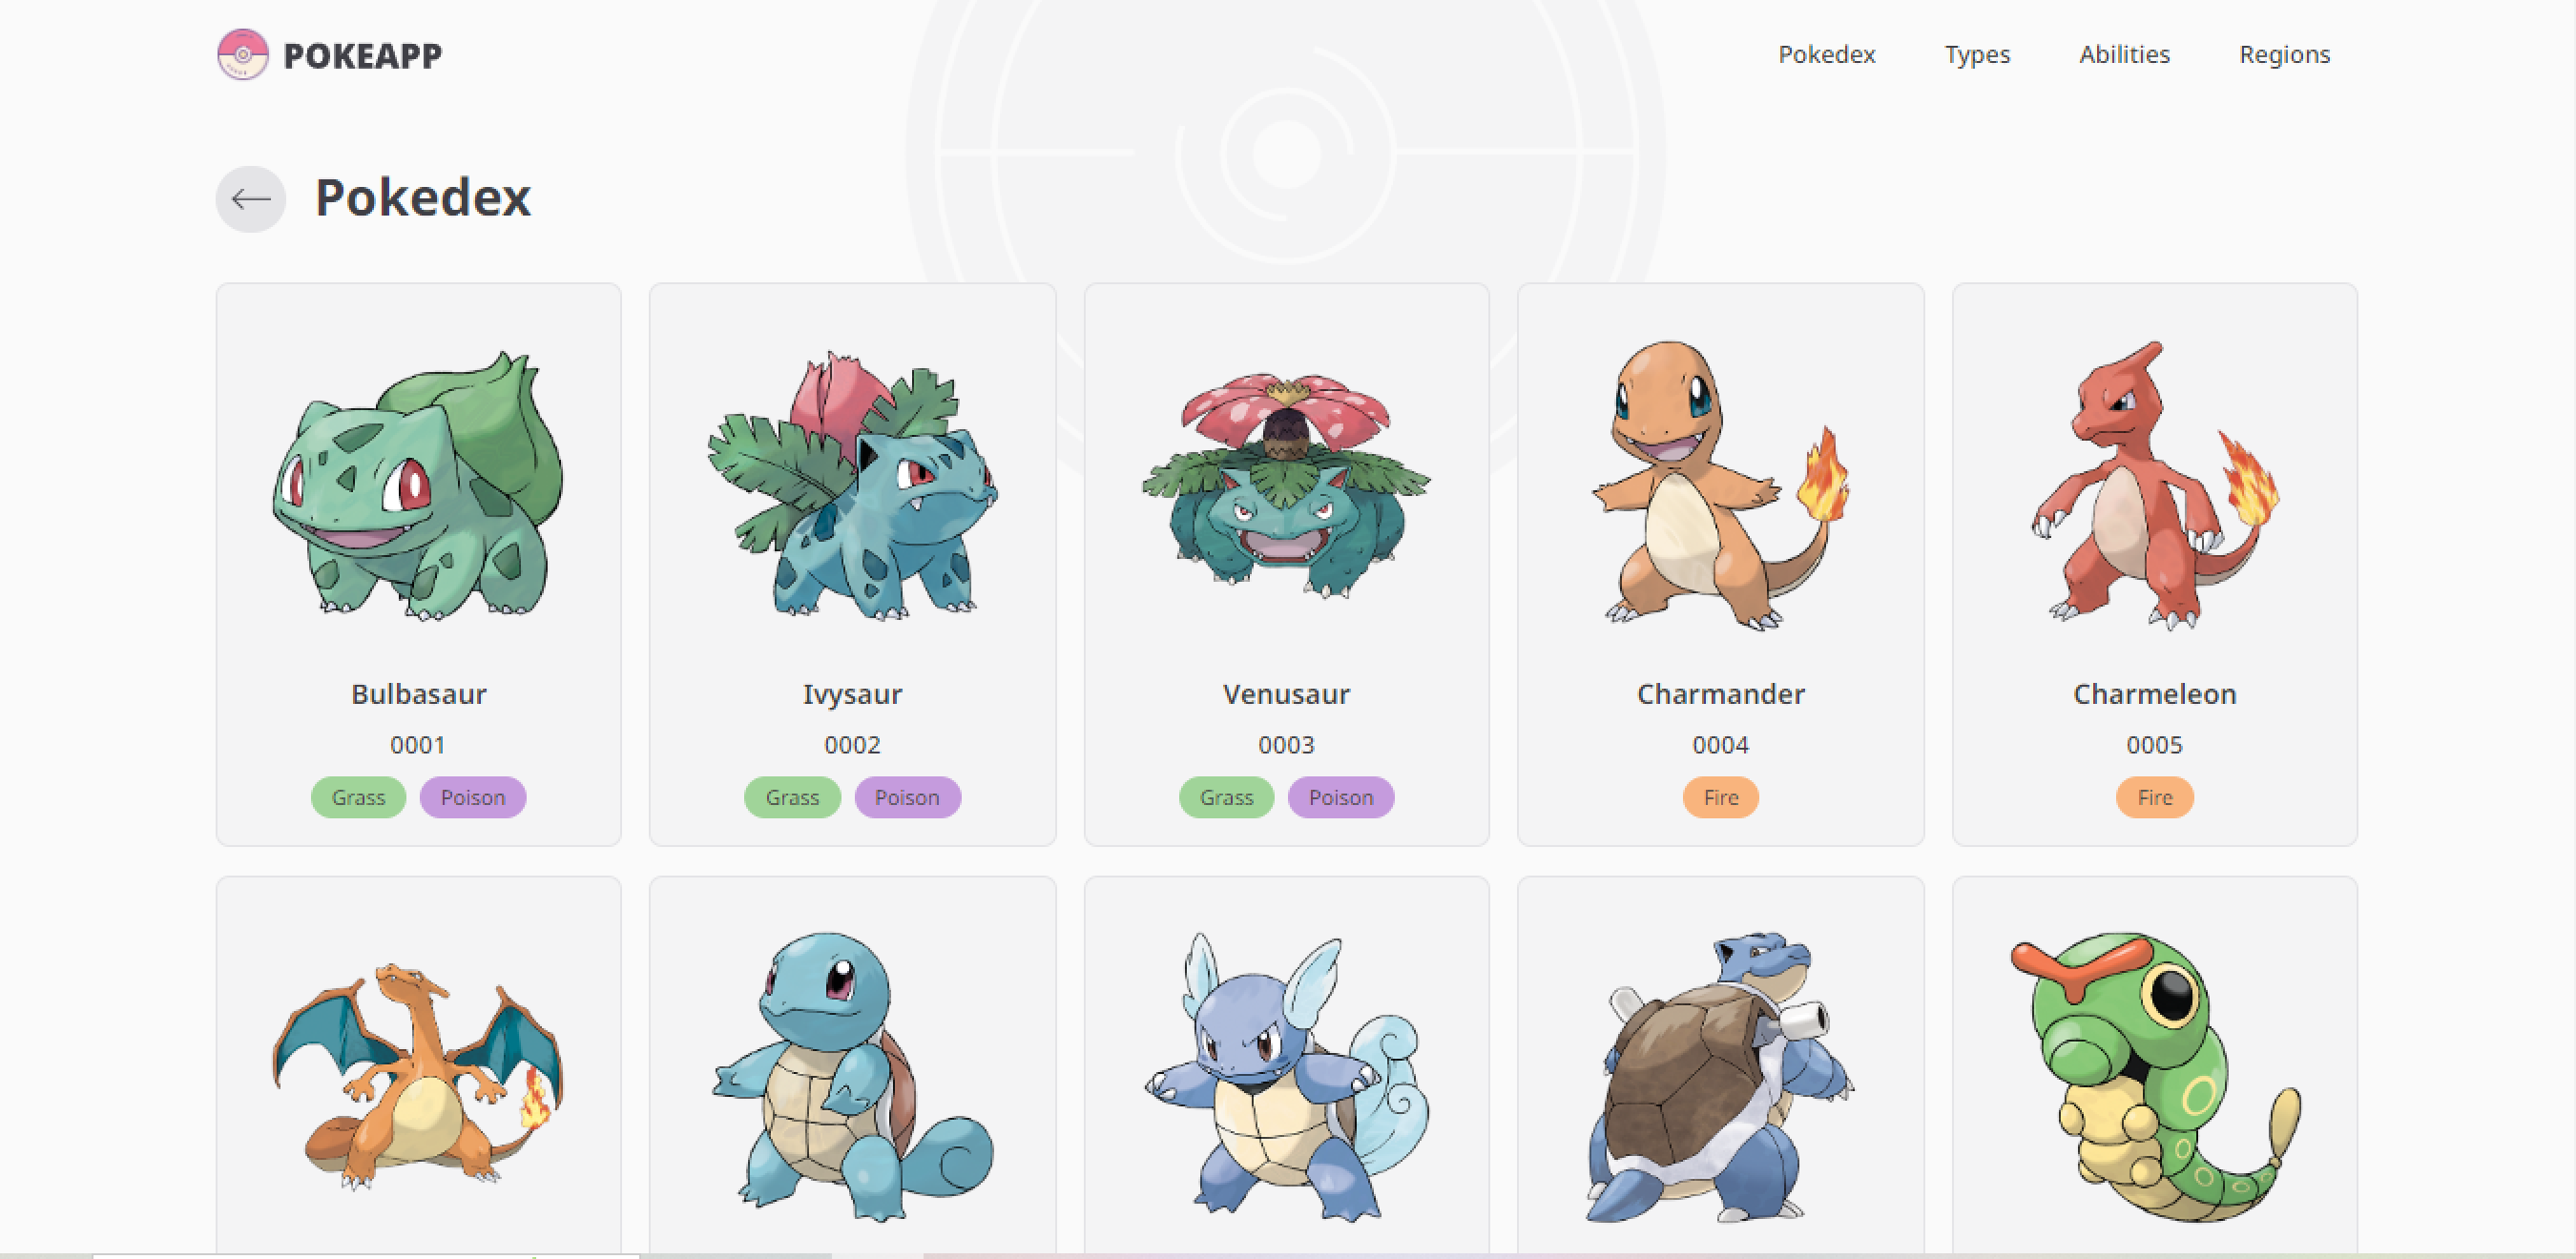 POKEAPP
Pokedex Types Abilities Regions
Pokedex
Bulbasaur
0001
Grass Poison
Ivysaur
0002
Grass Poison
Venusaur
0003
Grass Poison
Charmander
0004
Fire
Charmeleon
0005
Fire